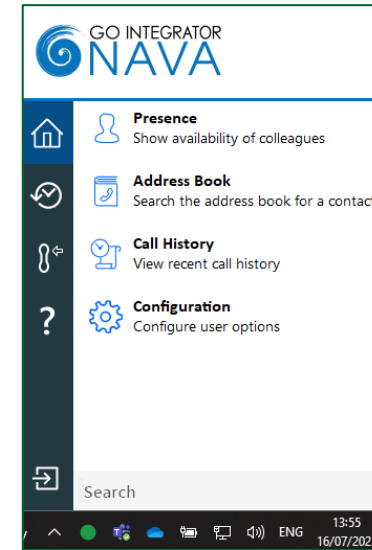 GO INTEGRATOR
NAVA
Presence
Show availability of colleagues
Address Book
Search the address book for a contact
Call History
View recent call history
Configuration
Configure user options
?
Search
ENG
13:55
16/07/202